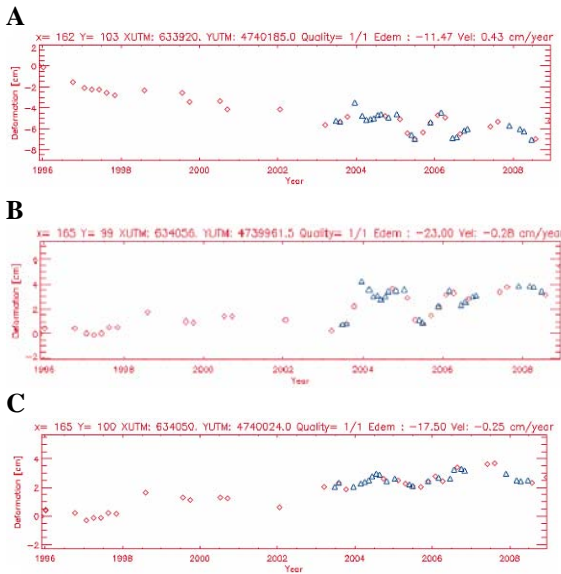 A
x= 162 Y= 103 XUTM: 633920. YUTM: 4740185.0 Quality= 1/1 Edem : -11.47 Vel: 0.43 cm/year
Deformation [cm]
2
0
-2
-4
-6
-8
1996 1998 2000 2002 2004 2006 2008
Year
B
x= 165 Y= 99 XUTM: 634056. YUTM: 4739961.5 Quality= 1/1 Edem : -23.00 Vel: -0.28 cm/year
Deformation [cm]
6
4
2
0
-2
1996 1998 2000 2002 2004 2006 2008
Year
C
x= 165 Y= 100 XUTM: 634050. YUTM: 4740024.0 Quality= 1/1 Edem : -17.50 Vel: -0.25 cm/year
Deformation [cm]
6
4
2
0
-2
1996 1998 2000 2002 2004 2006 2008
Year